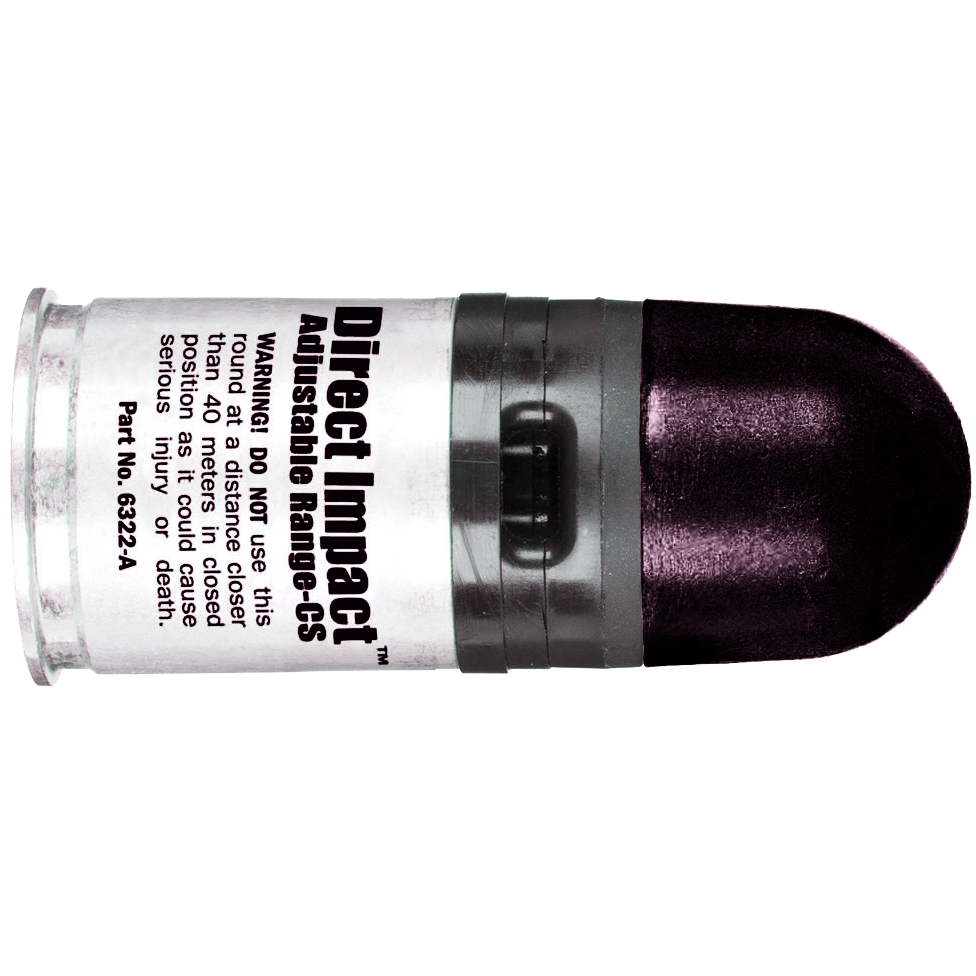 Direct Impact™
Adjustable Range-CS
WARNING! DO NOT use this
round at a distance closer
than 40 meters in closed
position as it could cause
serious injury or death.
Part No. 6322-A